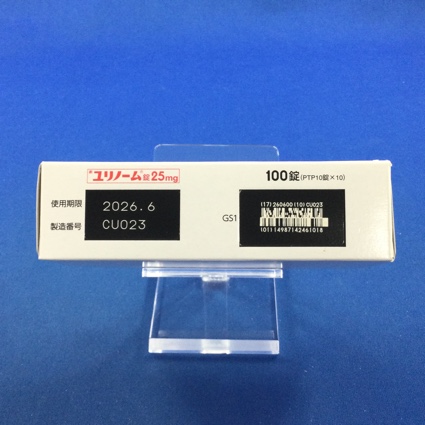 ユリノーム錠25mg
100錠(PTP10錠×10)
使用期限 2026.6
製造番号 CU023
GS1
(17)260600(10)CU023
(01)14987142461018